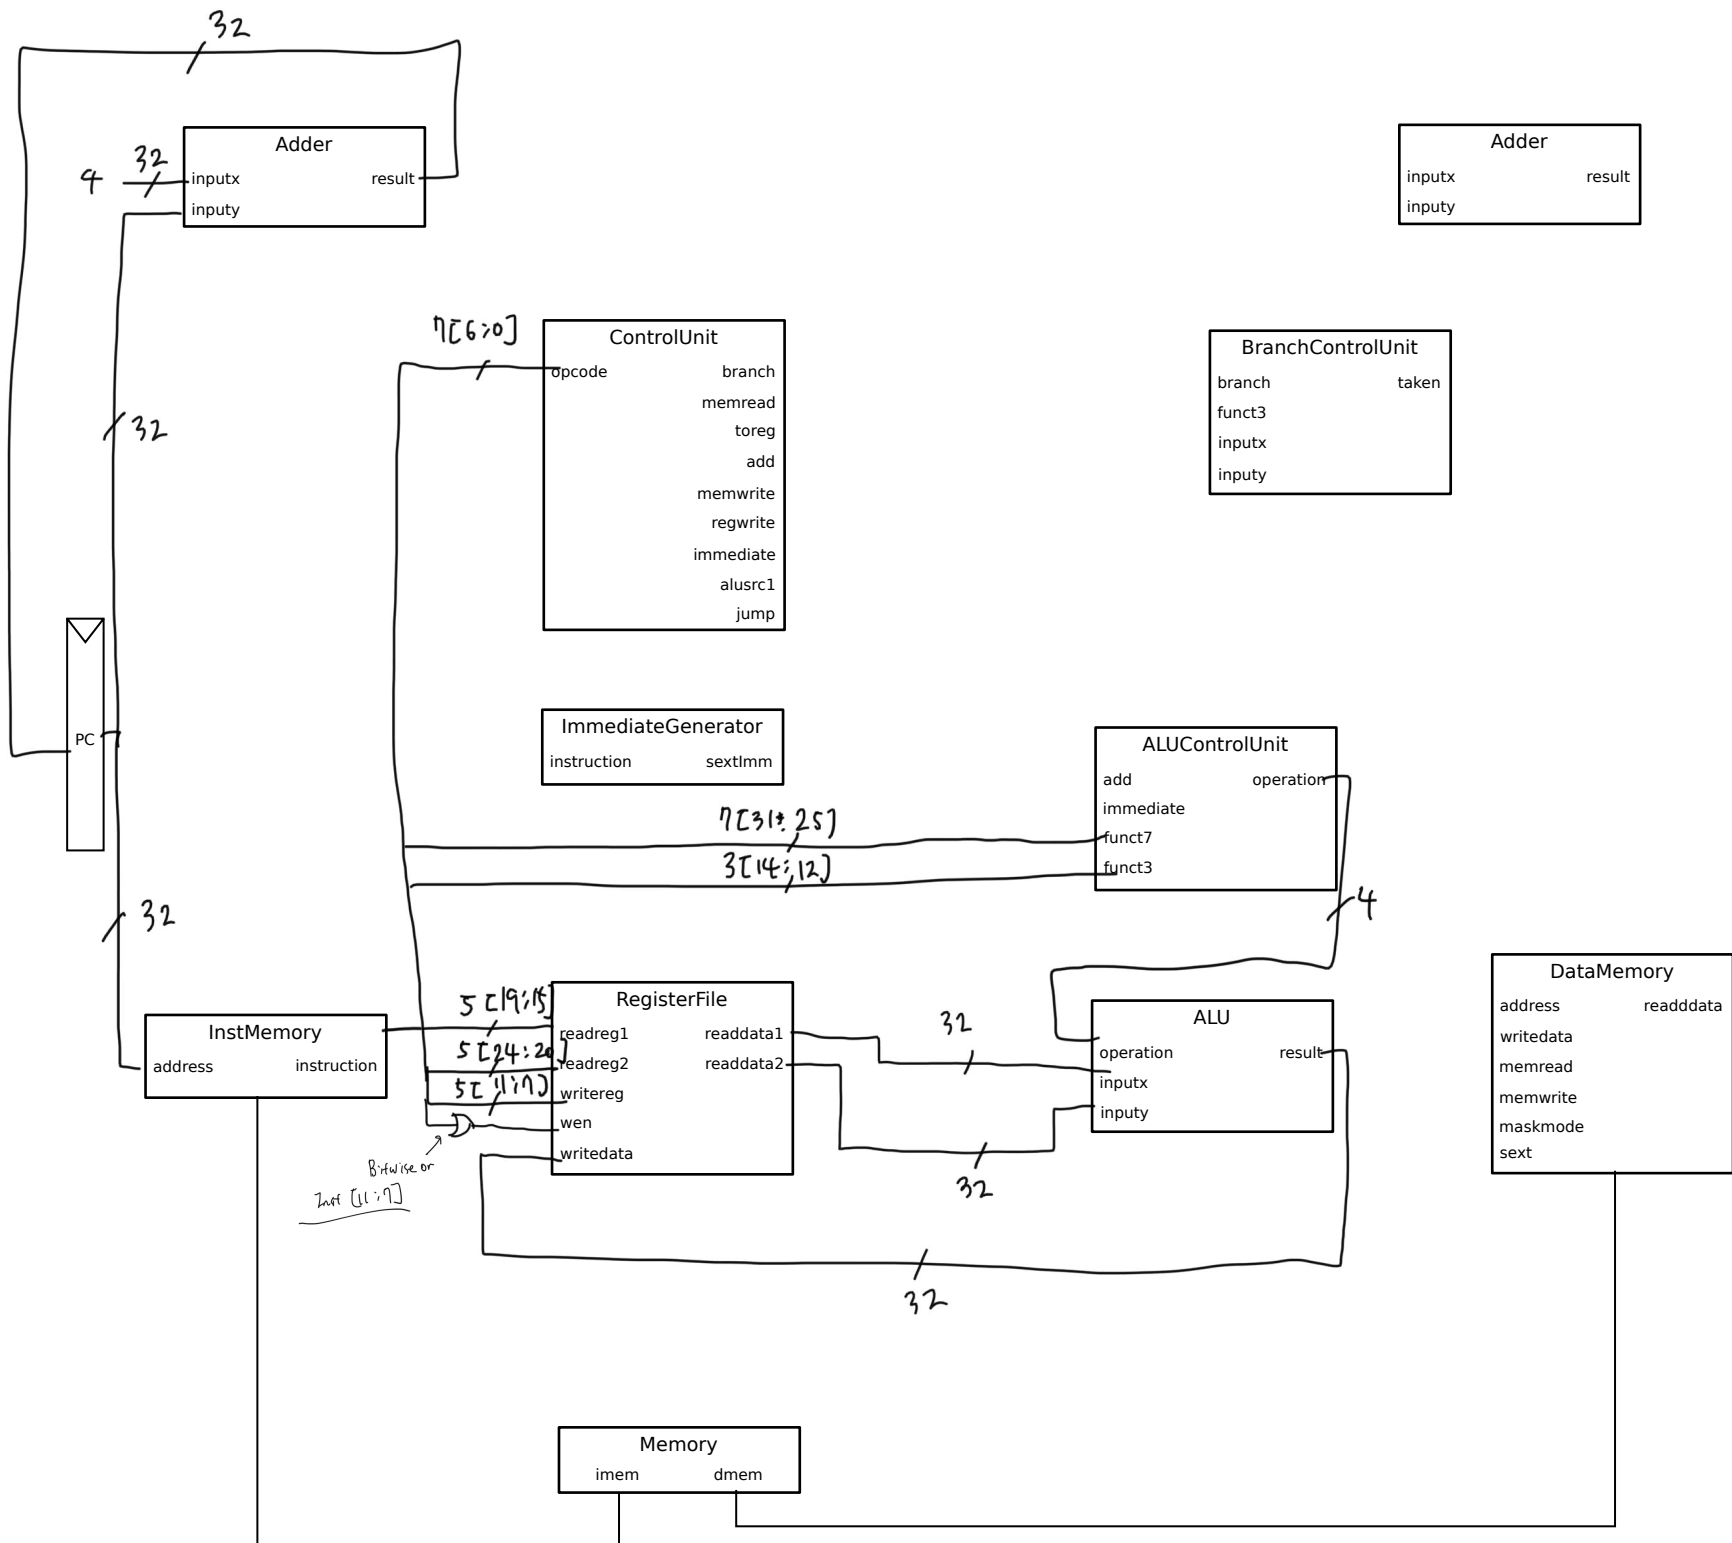 32
Adder
4
32
inputx
result
inputy
Adder
inputx
result
inputy
7[6:0]
ControlUnit
opcode
branch
memread
toreg
add
memwrite
regwrite
immediate
alusrc1
jump
BranchControlUnit
branch
taken
funct3
inputx
inputy
32
PC
ImmediateGenerator
instruction
sextImm
ALUControlUnit
add
operation
immediate
funct7
funct3
7[31:25]
3[14:12]
4
32
InstMemory
address
instruction
5[19:15]
5[24:20]
5[11:7]
RegisterFile
readreg1
readdata1
readreg2
readdata2
writereg
wen
writedata
Bitwise or
Inst [11:7]
32
32
ALU
operation
result
inputx
inputy
32
DataMemory
address
readddata
writedata
memread
memwrite
maskmode
sext
Memory
imem
dmem